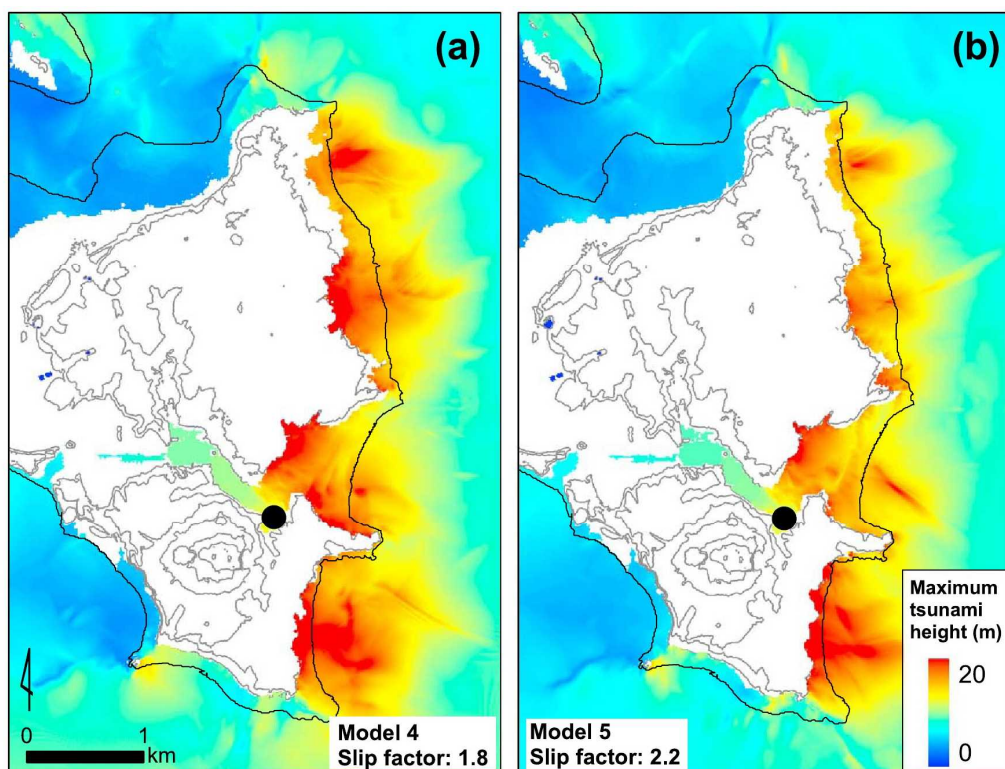 (a)
0 1
km
Model 4
Slip factor: 1.8
(b)
Model 5
Slip factor: 2.2
Maximum
tsunami
height (m)
20
0